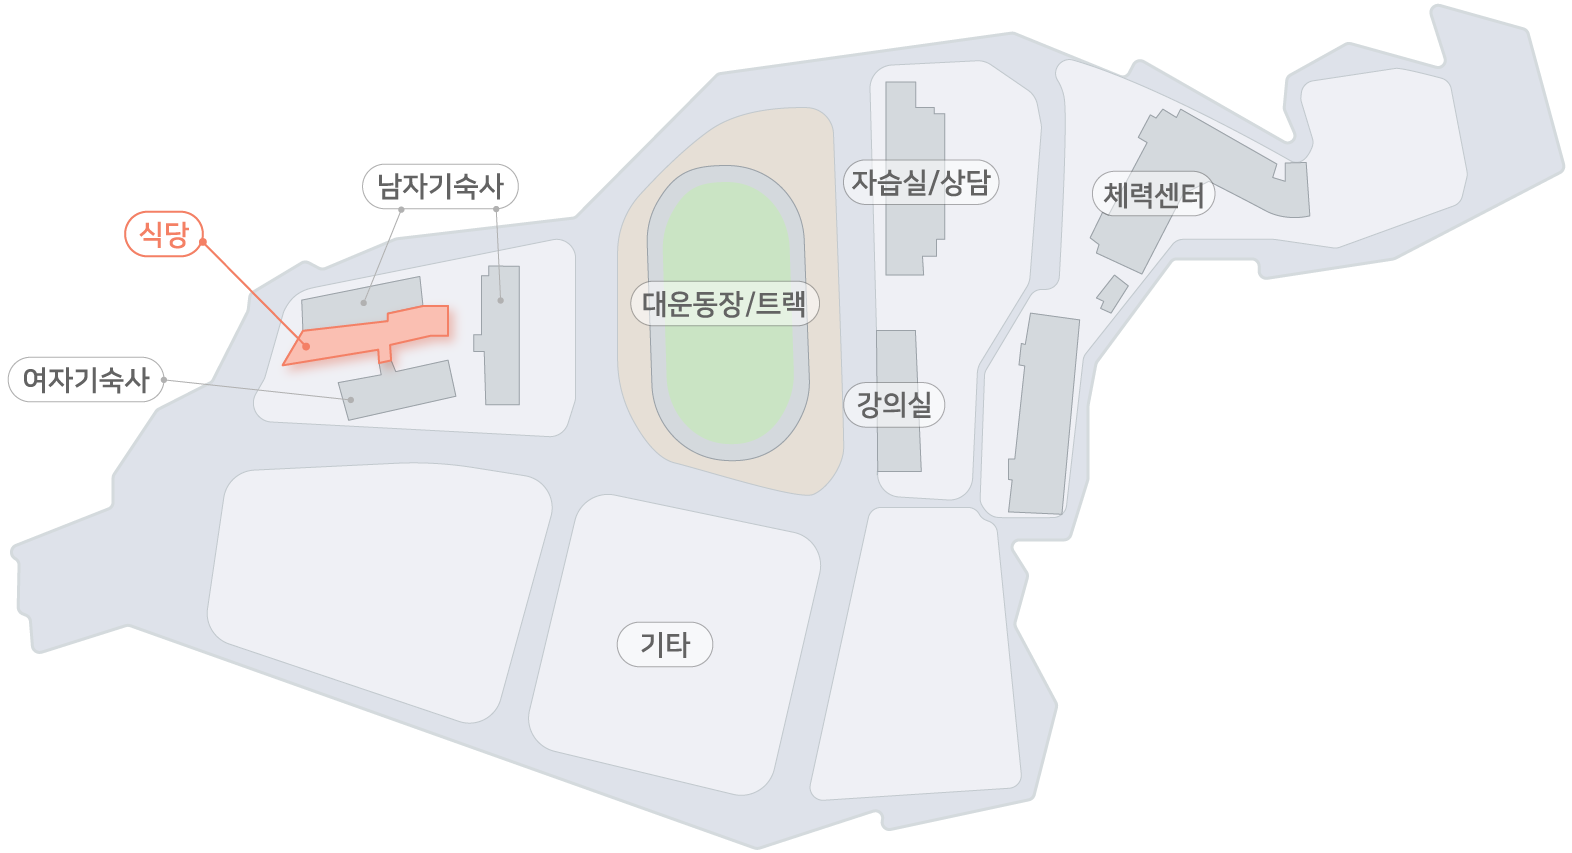 자습실/상담
남자기숙사
체력센터
식당
대운동장/트랙
여자기숙사
강의실
기타